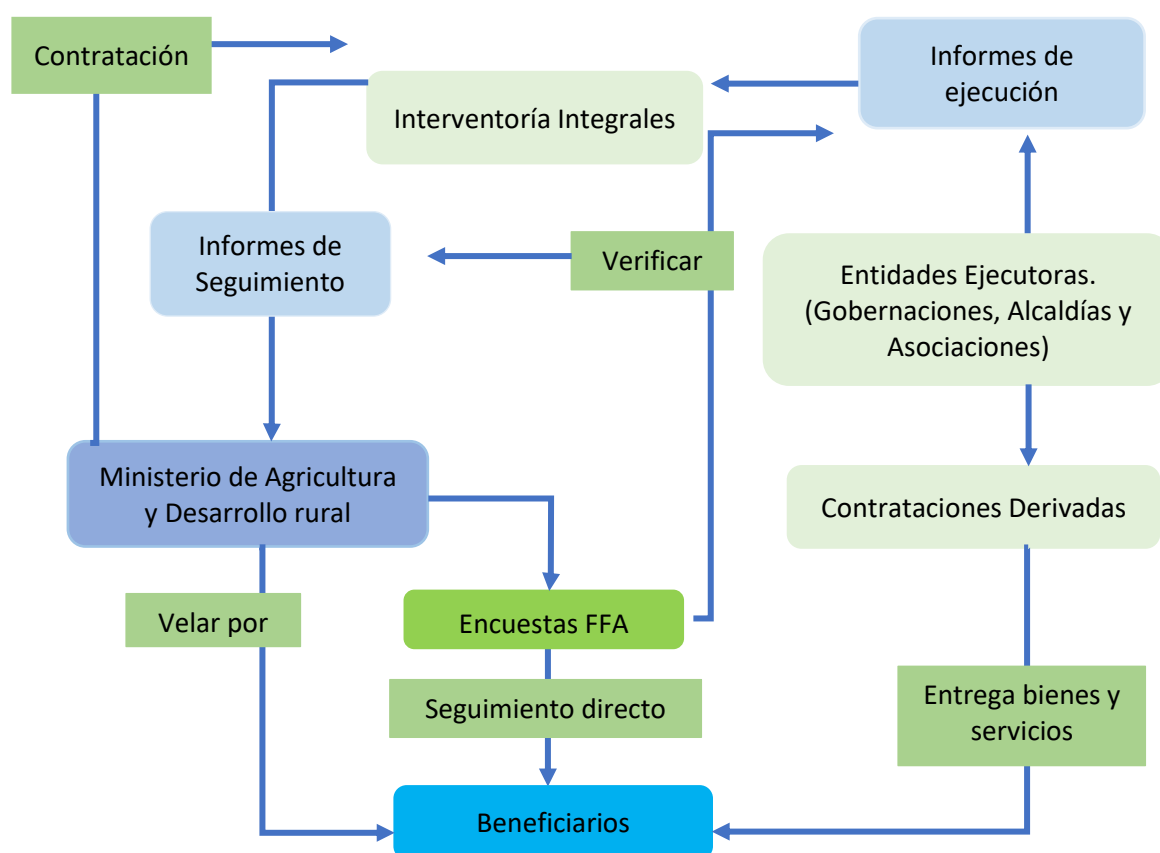 Contratación
Informes de
ejecución
Interventoría Integrales
Informes de
Seguimiento
Verificar
Entidades Ejecutoras.
(Gobernaciones, Alcaldías y
Asociaciones)
Ministerio de Agricultura
y Desarrollo rural
Contrataciones Derivadas
Velar por
Encuestas FFA
Seguimiento directo
Entrega bienes y
servicios
Beneficiarios